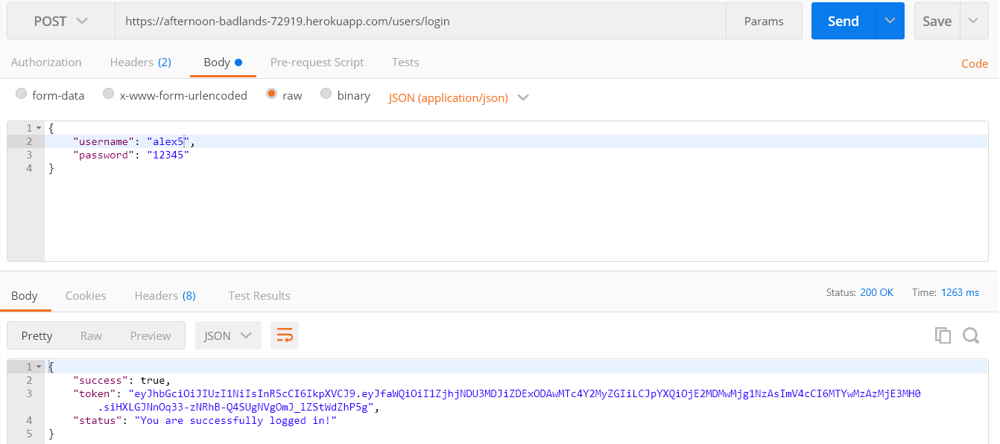 POST https://afternoon-badlands-72919.herokuapp.com/users/login Params Send Save
Authorization Headers (2) Body Pre-request Script Tests Code
form-data x-www-form-urlencoded raw binary JSON (application/json)
1 {
2 "username": "alex5",
3 "password": "12345"
4 }
Body Cookies Headers (8) Test Results Status: 200 OK Time: 1263 ms
Pretty Raw Preview JSON
1 {
2 "success": true,
3 "token": "eyJhbGciOiJIUzI1NiIsInR5cCI6IkpXVCJ9.eyJfaWQiOiI1ZjhjNDU3MDJiZDExODAwMTc4Y2MyZGIiLCJpYXQiOjE2MDMwMjg1NzAsImV4cCI6MTYwMzAzMjE3MH0
.siHXLGJNnOq33-zNRhB-Q4SUgNVgOmJ_lZStWdZhP5g",
4 "status": "You are successfully logged in!"
5 }